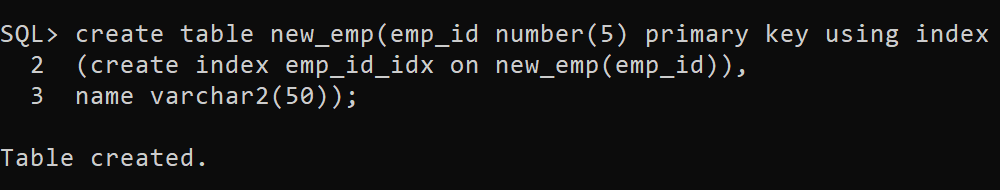 SQL> create table new_emp(emp_id number(5) primary key using index
2 (create index emp_id_idx on new_emp(emp_id)),
3 name varchar2(50));
Table created.